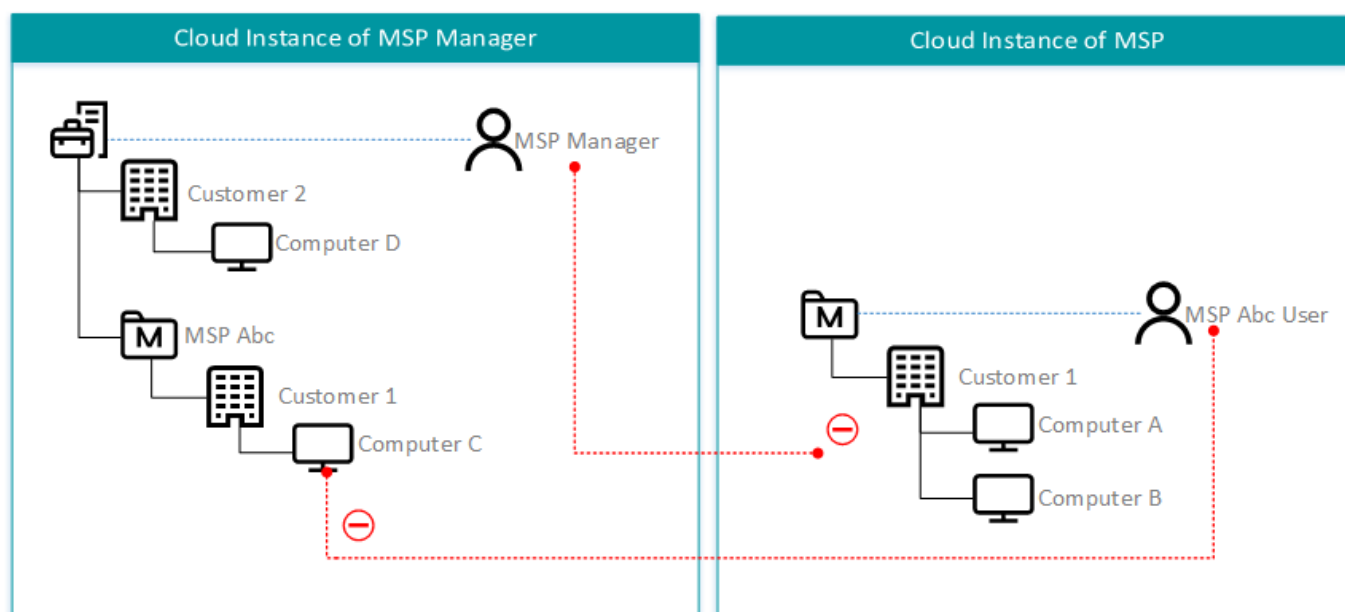 Cloud Instance of MSP Manager
MSP Manager
Customer 2
Computer D
MSP Abc
M
Customer 1
Computer C
Cloud Instance of MSP
MSP Abc User
M
Customer 1
Computer A
Computer B